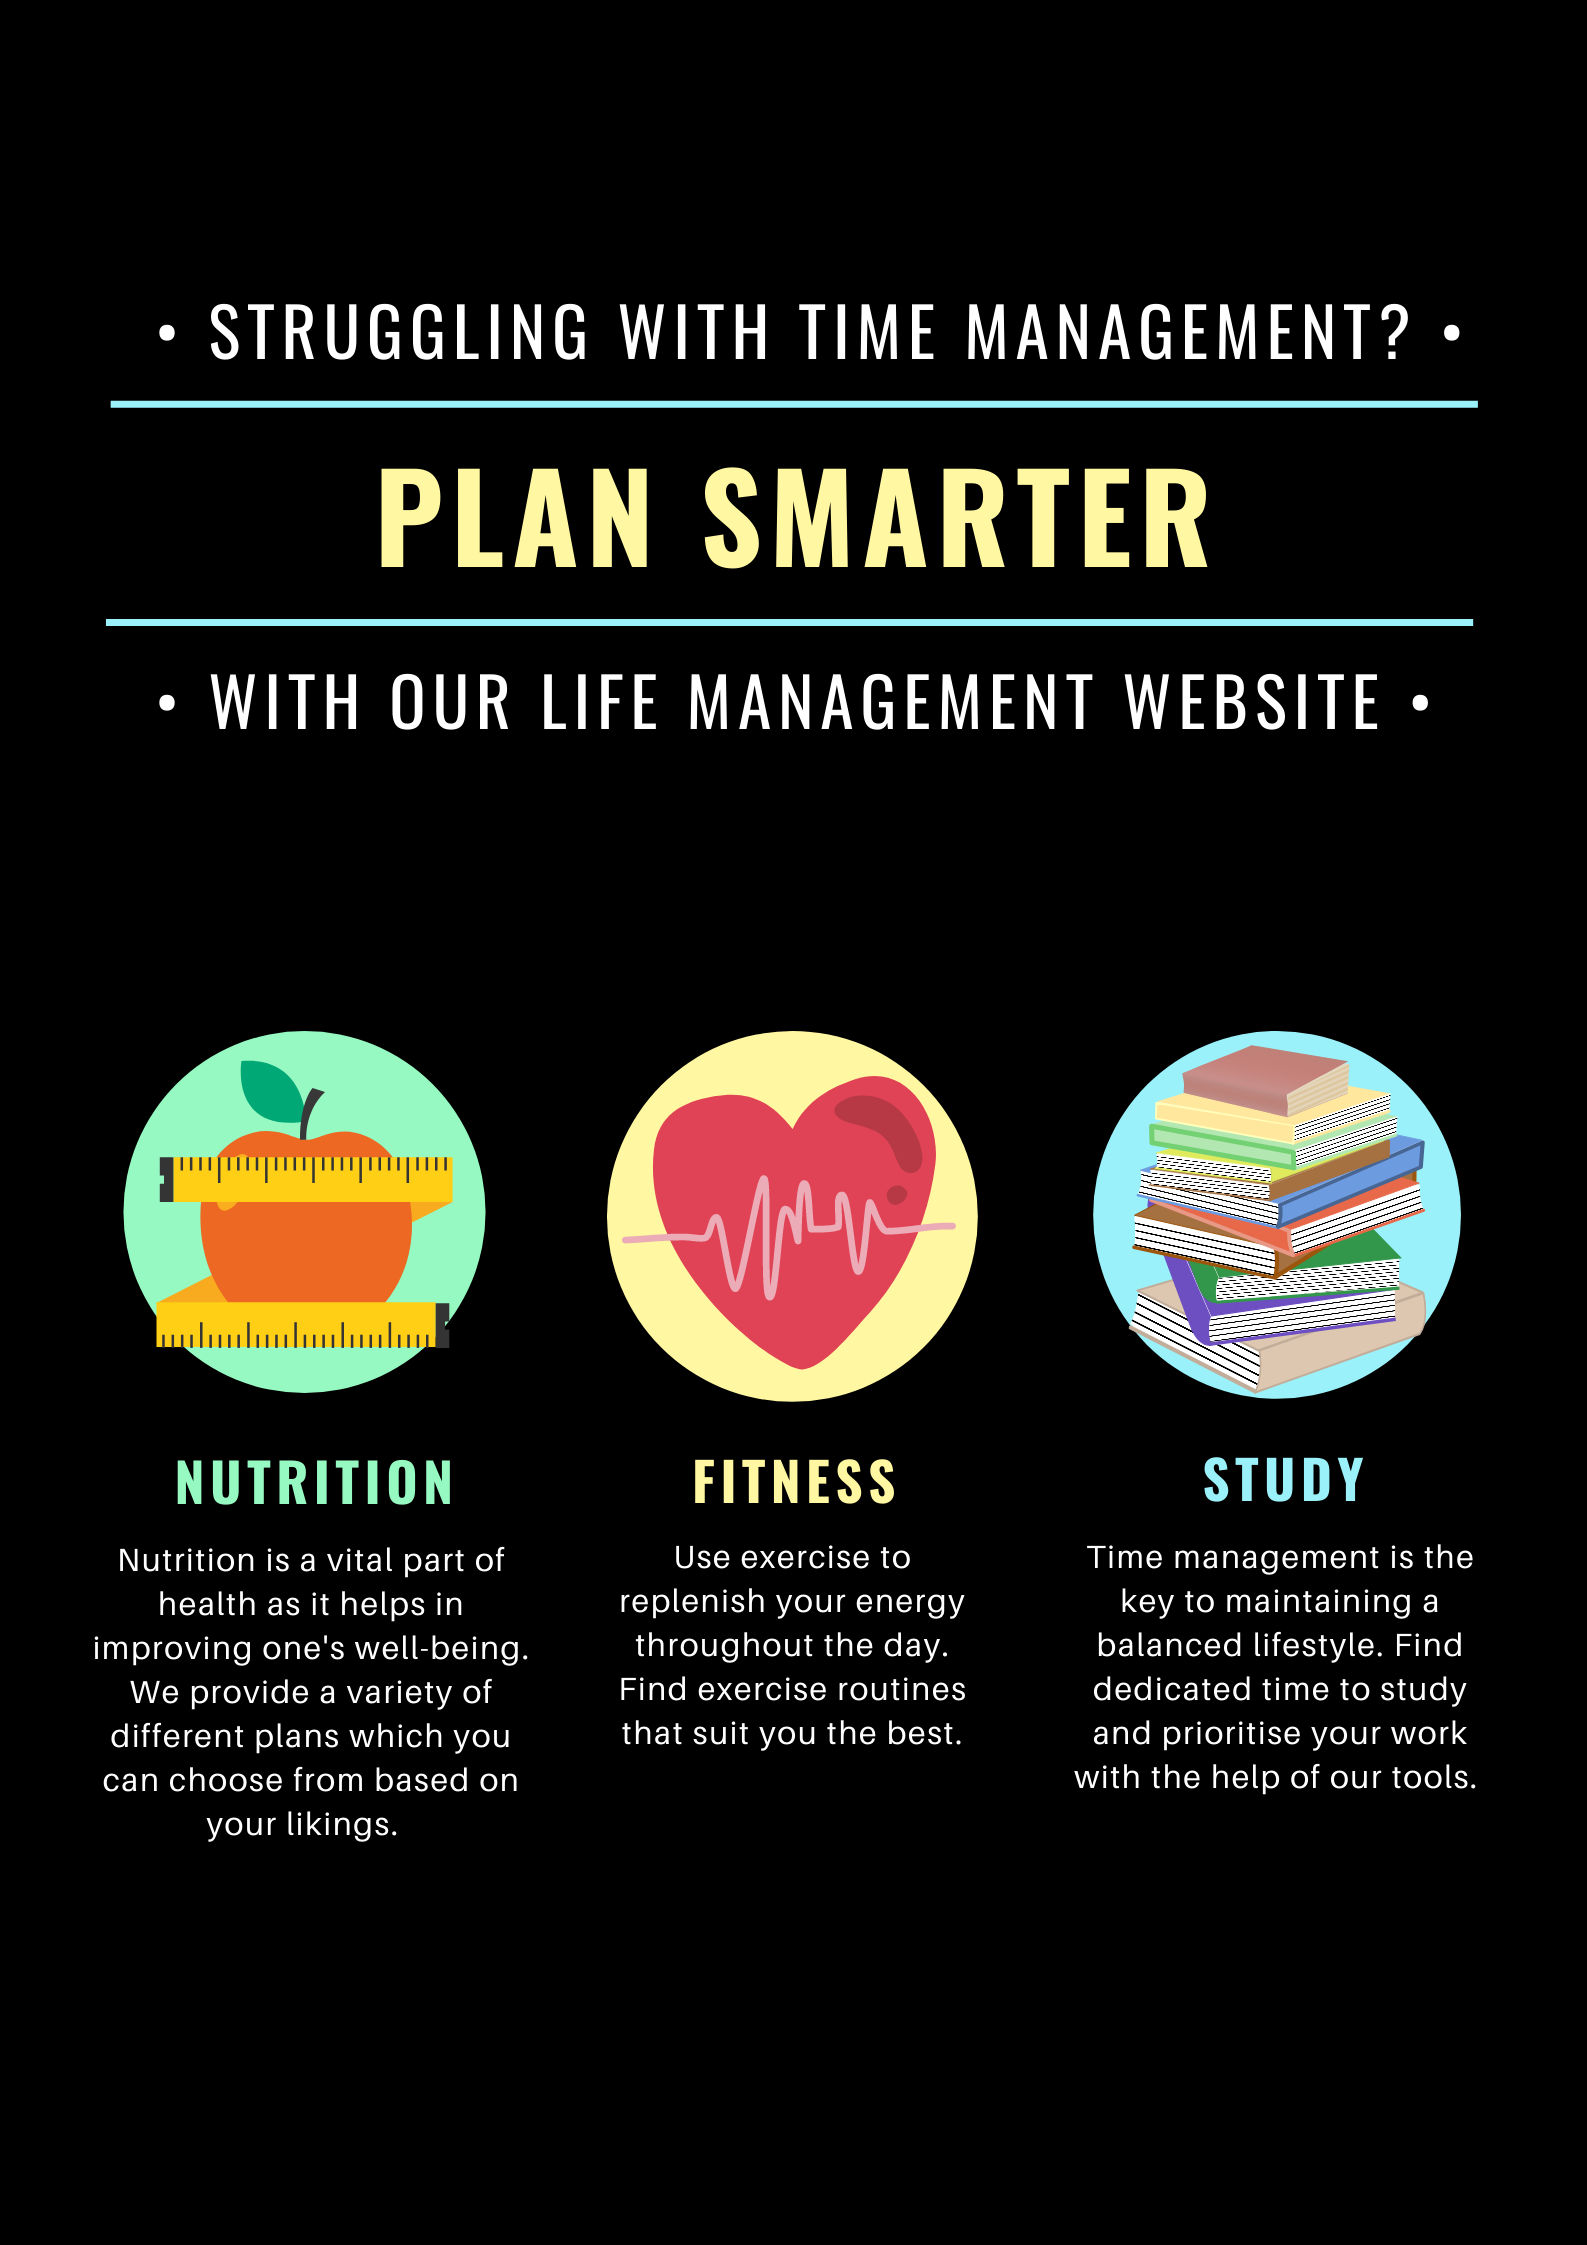 • STRUGGLING WITH TIME MANAGEMENT? •
PLAN SMARTER
• WITH OUR LIFE MANAGEMENT WEBSITE •
NUTRITION
Nutrition is a vital part of
health as it helps in
improving one's well-being.
We provide a variety of
different plans which you
can choose from based on
your likings.
FITNESS
Use exercise to
replenish your energy
throughout the day.
Find exercise routines
that suit you the best.
STUDY
Time management is the
key to maintaining a
balanced lifestyle. Find
dedicated time to study
and prioritise your work
with the help of our tools.